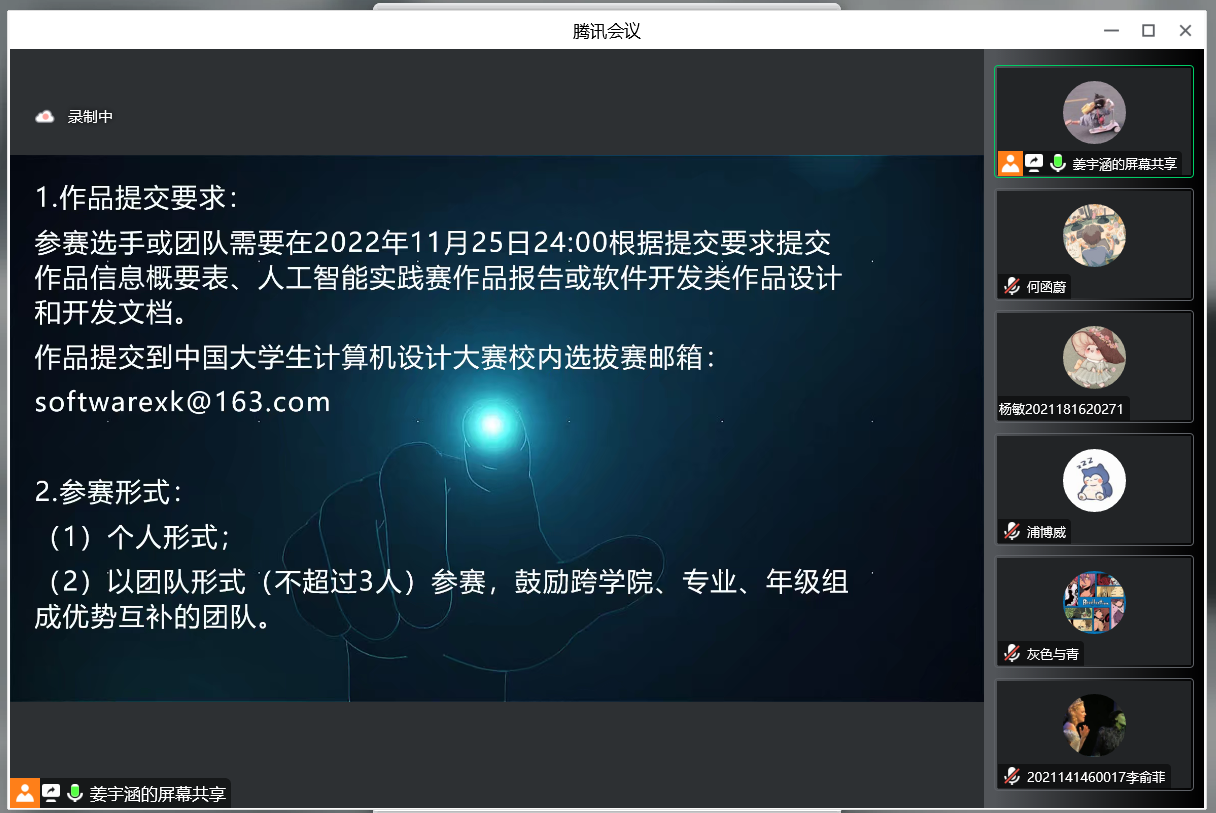 腾讯会议
录制中
1.作品提交要求：
参赛选手或团队需要在2022年11月25日24:00根据提交要求提交
作品信息概要表、人工智能实践赛作品报告或软件开发类作品设计
和开发文档。
作品提交到中国大学生计算机设计大赛校内选拔赛邮箱：
softwarexk@163.com
2.参赛形式：
（1）个人形式；
（2）以团队形式（不超过3人）参赛，鼓励跨学院、专业、年级组
成优势互补的团队。
姜宇涵的屏幕共享
姜宇涵的屏幕共享
何函蔚
杨敏2021181620271
浦博威
灰色与青
2021141460017李俞菲